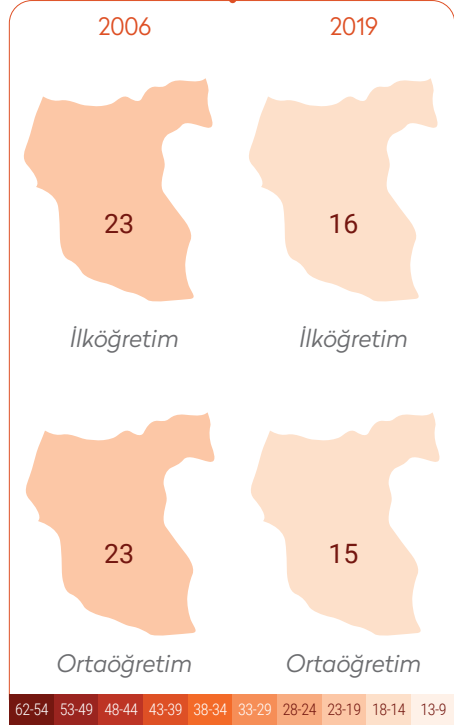 2006 2019
23 16
İlköğretim İlköğretim
23 15
Ortaöğretim Ortaöğretim
62-54 53-49 48-44 43-39 38-34 33-29 28-24 23-19 18-14 13-9